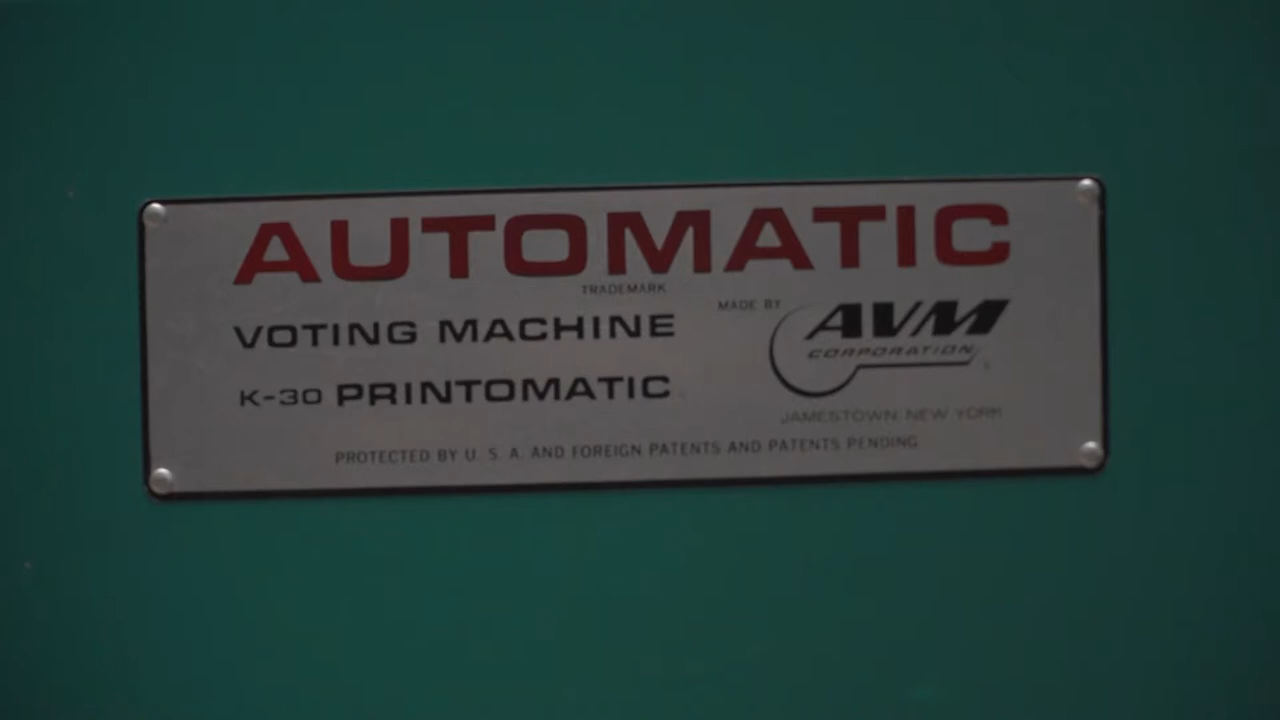 AUTOMATIC
TRADEMARK
VOTING MACHINE
K-30 PRINTOMATIC
MADE BY
AVM
CORPORATION
JAMESTOWN, NEW YORK
PROTECTED BY U. S. A. AND FOREIGN PATENTS AND PATENTS PENDING